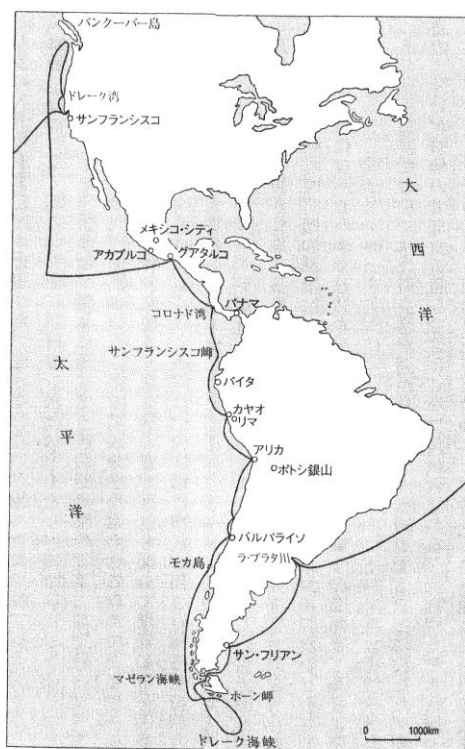 バンクーバー島
ドレーク湾
サンフランシスコ
大西洋
メキシコ・シティ
アカプルコ
グアタルコ
コロナド湾
パナマ
サンフランシスコ岬
太平洋
パイタ
カヤオ
リマ
アリカ
ポトシ銀山
バルパライソ
モカ島
ラ・プラタ川
サン・フリアン
マゼラン海峡
ホーン岬
ドレーク海峡
0 1000km